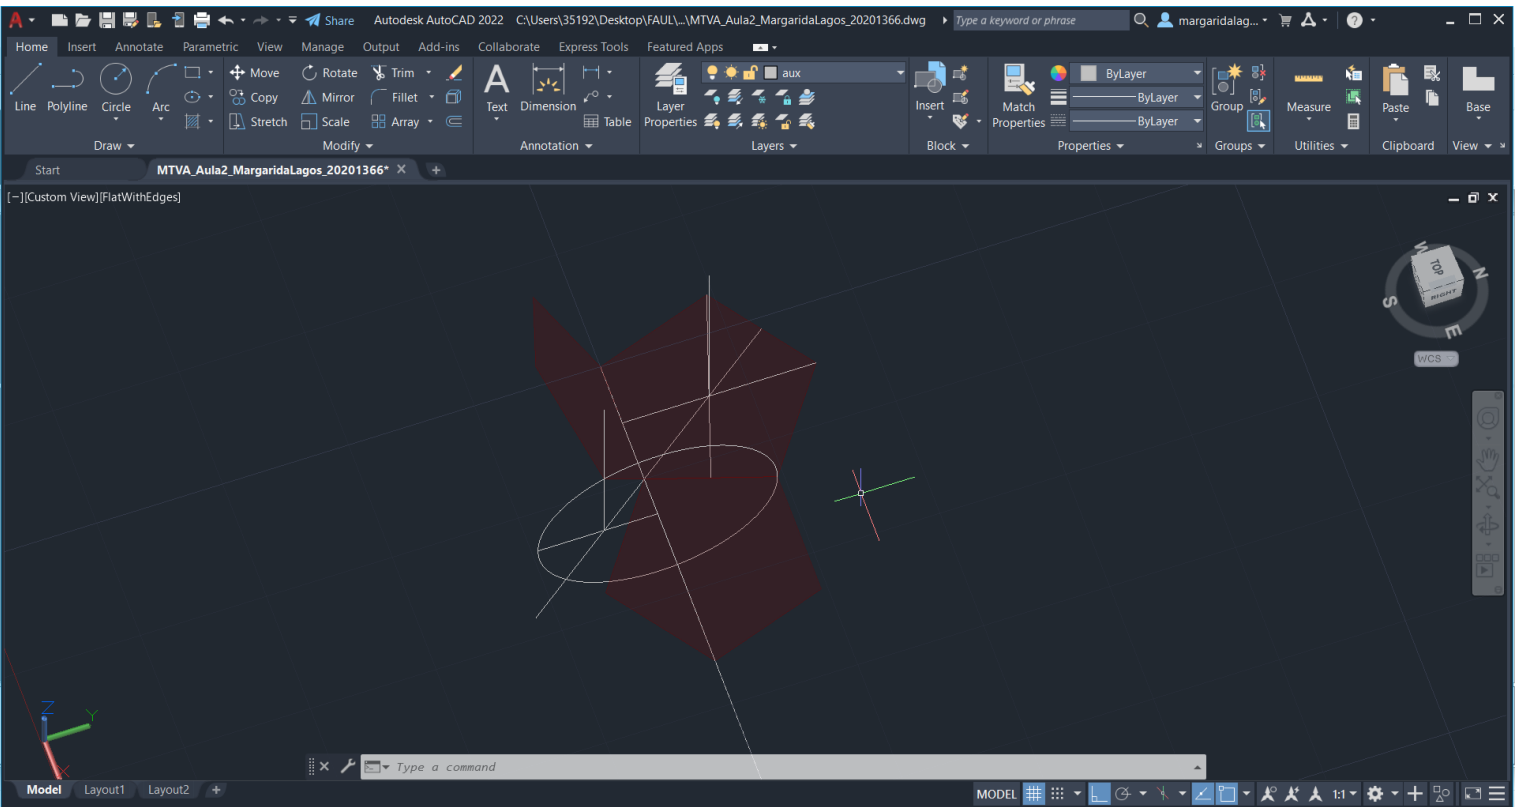 Share Autodesk AutoCAD 2022 C:\Users\35192\Desktop\FAUL\...\MTVA_Aula2_MargaridaLagos_20201366.dwg Type a keyword or phrase margaridalag...
Home Insert Annotate Parametric View Manage Output Add-ins Collaborate Express Tools Featured Apps
Line Polyline Circle Arc
Move Rotate Trim
Copy Mirror Fillet
Stretch Scale Array
Text Dimension
Table
Layer
Properties
aux
Insert
Match
Properties
ByLayer
ByLayer
ByLayer
Group
Measure
Paste
Base
Draw Modify Annotation Layers Block Properties Groups Utilities Clipboard View
Start MTVA_Aula2_MargaridaLagos_20201366*
[−][Custom View][FlatWithEdges]
W
N
S
E
TOP
RIGHT
WCS
Z
Y
X
Type a command
Model Layout1 Layout2
MODEL 1:1